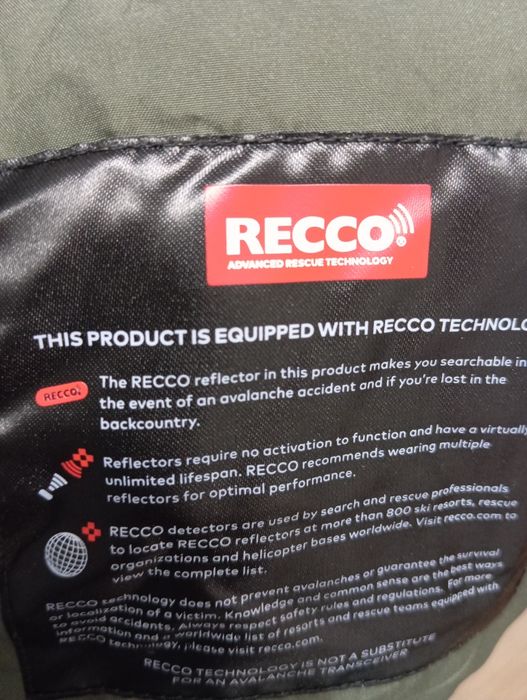 RECCO®
ADVANCED RESCUE TECHNOLOGY
THIS PRODUCT IS EQUIPPED WITH RECCO TECHNOLO
RECCO®
The RECCO reflector in this product makes you searchable in
the event of an avalanche accident and if you're lost in the
backcountry.
Reflectors require no activation to function and have a virtually
unlimited lifespan. RECCO recommends wearing multiple
reflectors for optimal performance.
RECCO detectors are used by search and rescue professionals
to locate RECCO reflectors at more than 800 ski resorts, rescue
organizations and helicopter bases worldwide. Visit recco.com to
view the complete list.
RECCO technology does not prevent avalanches or guarantee the survival
or localization of a victim. Knowledge and common sense are the best ways
to avoid accidents. Always respect safety rules and regulations. For more
information and a worldwide list of resorts and rescue teams equipped with
RECCO technology, please visit recco.com.
RECCO TECHNOLOGY IS NOT A SUBSTITUTE
FOR AN AVALANCHE TRANSCEIVER